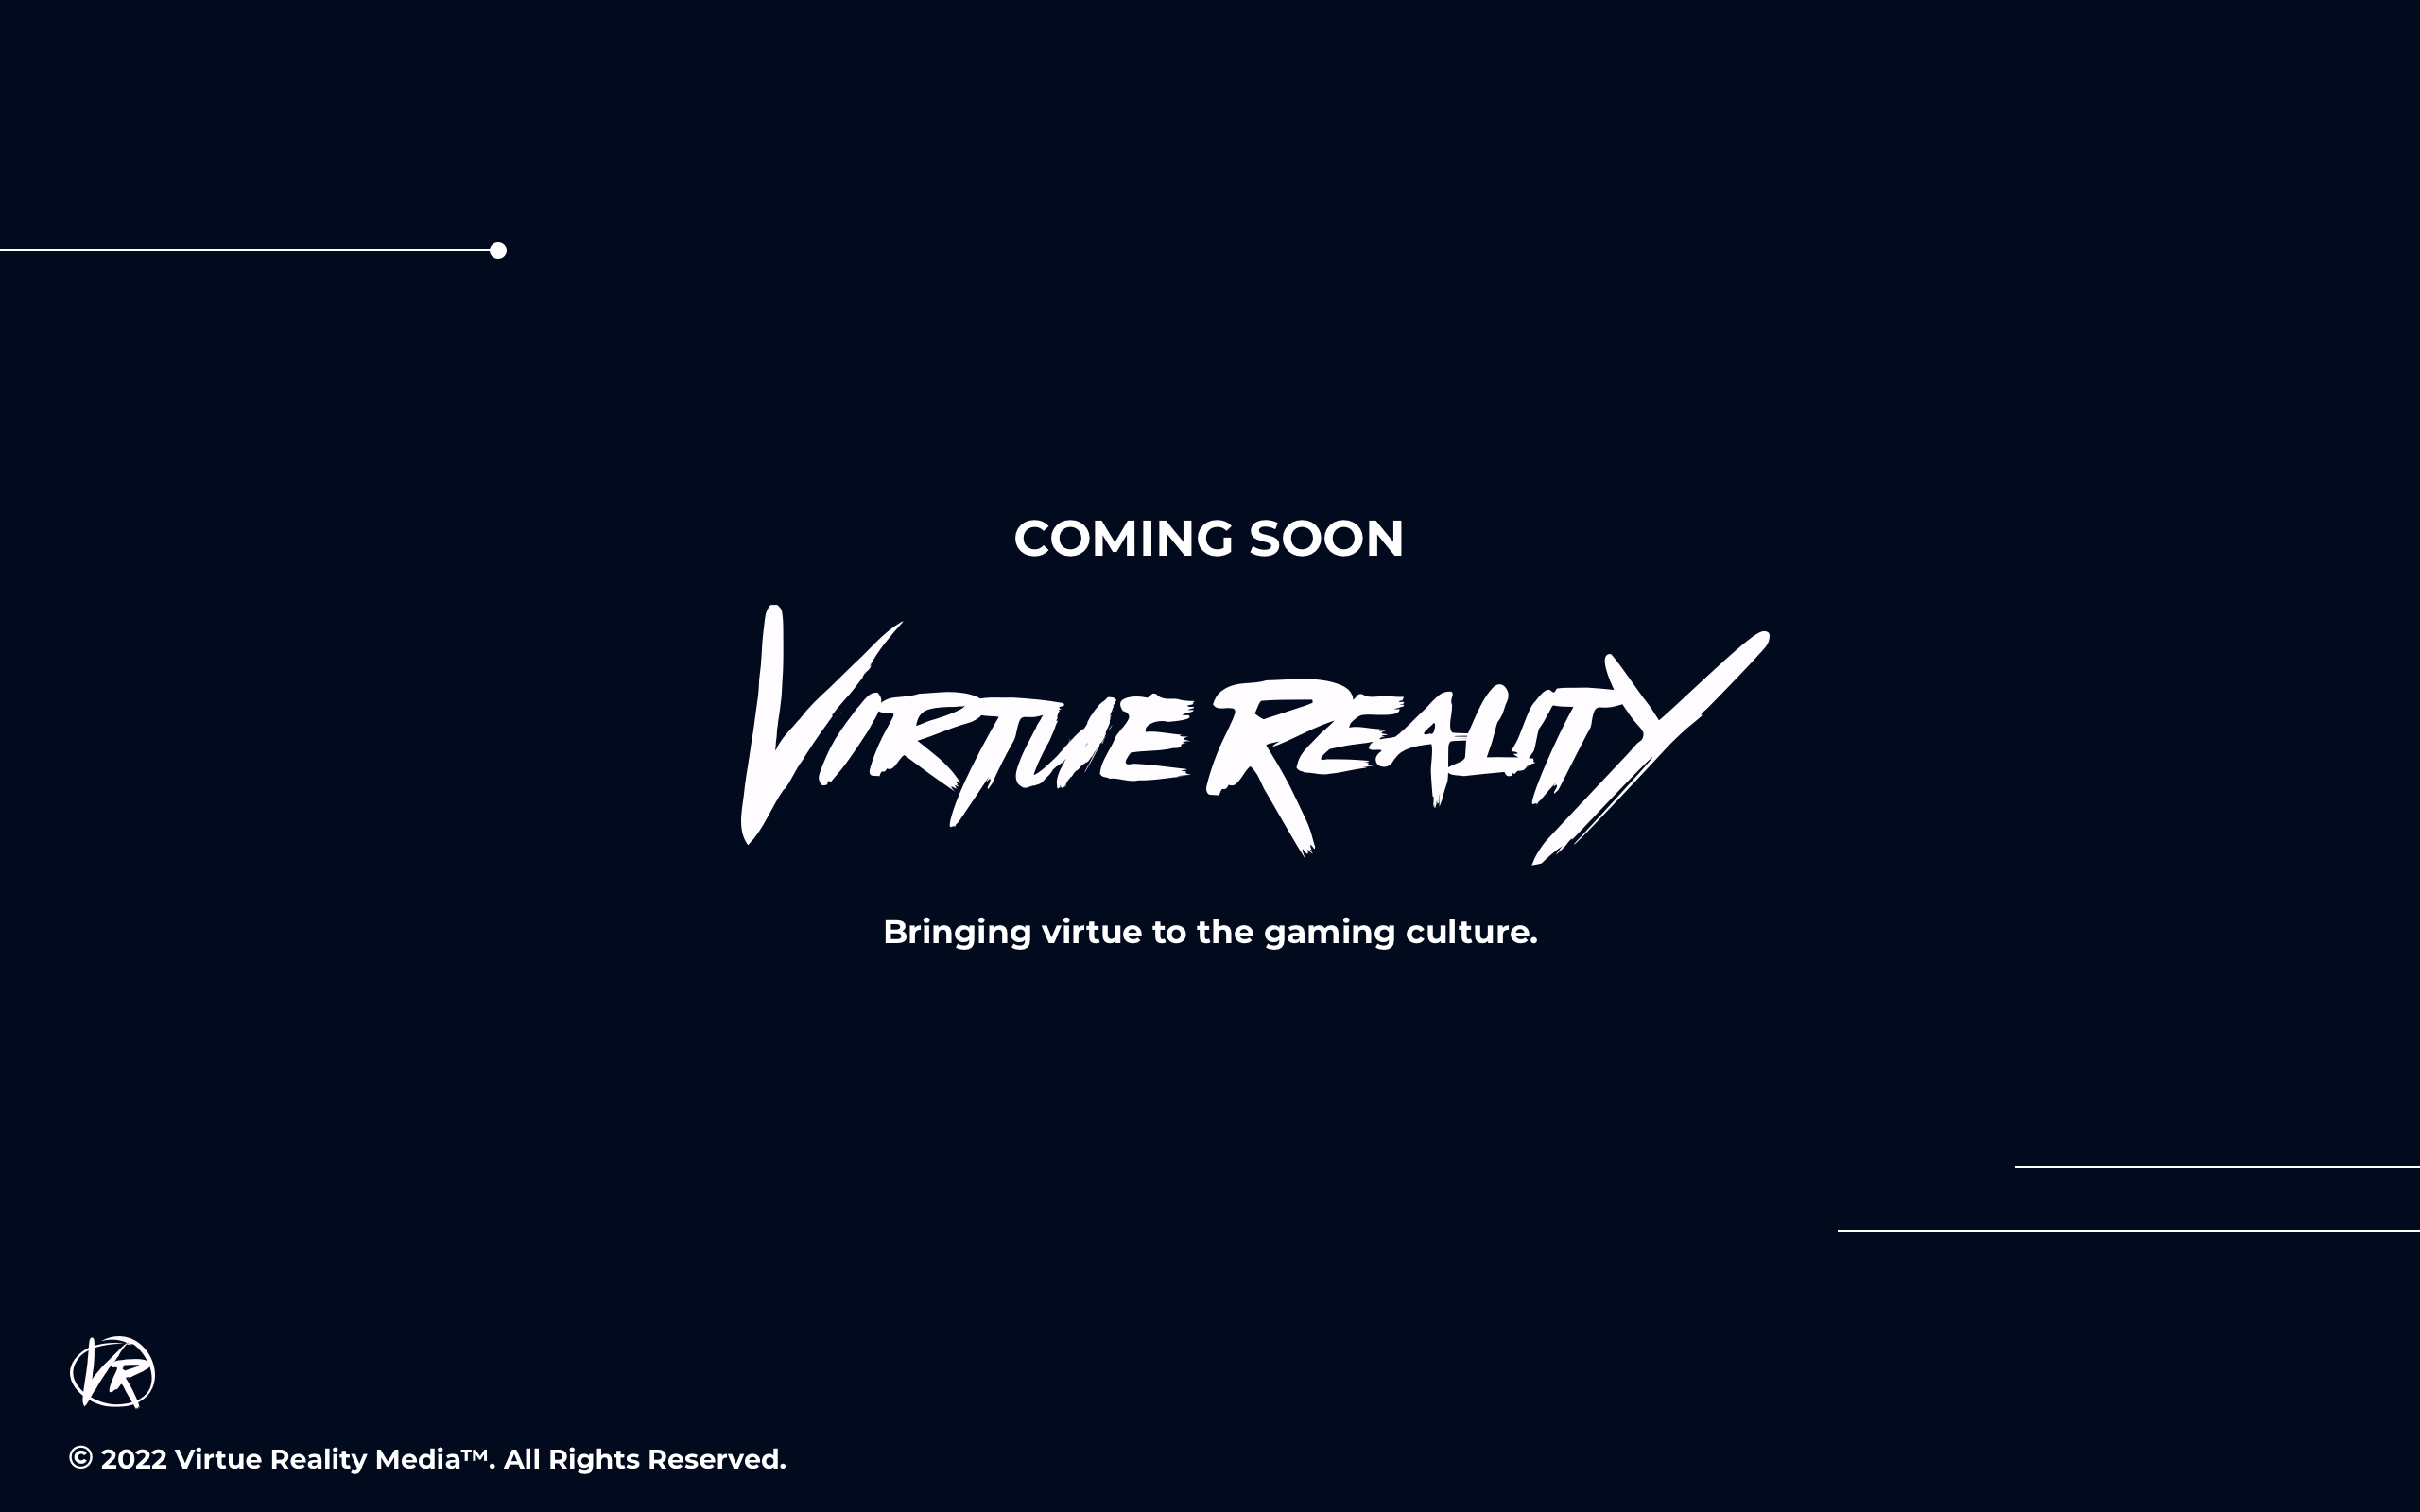 COMING SOON
VIRTUE REALITY
Bringing virtue to the gaming culture.
VR
© 2022 Virtue Reality Media™. All Rights Reserved.